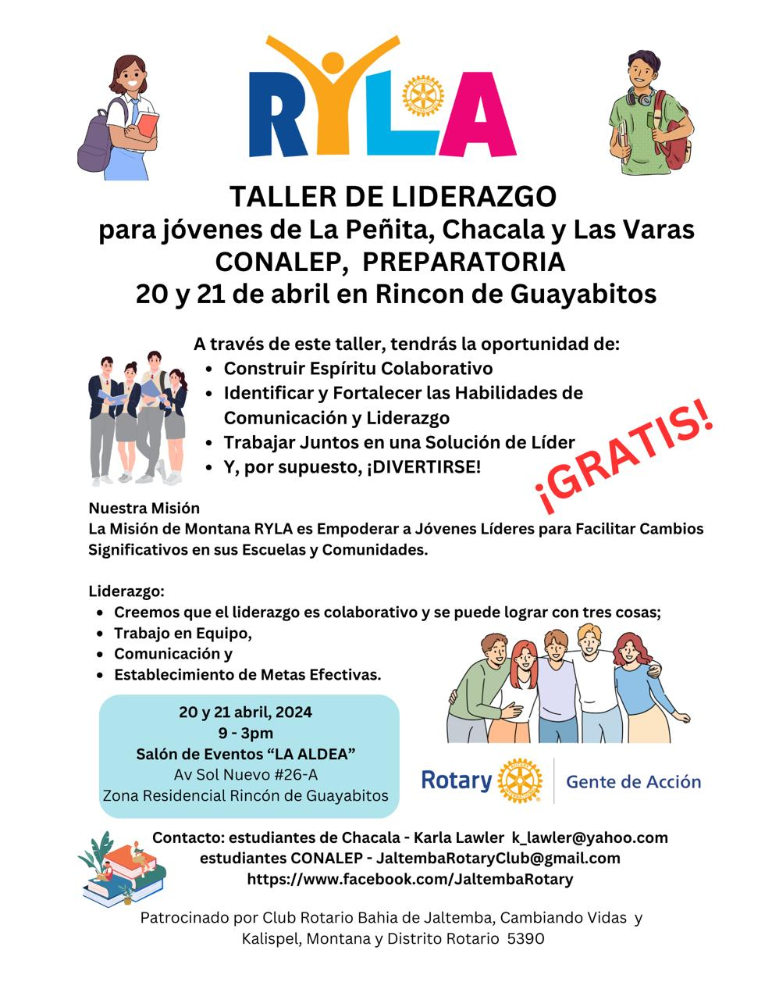 RYLA
TALLER DE LIDERAZGO
para jóvenes de La Peñita, Chacala y Las Varas
CONALEP, PREPARATORIA
20 y 21 de abril en Rincon de Guayabitos
A través de este taller, tendrás la oportunidad de:
• Construir Espíritu Colaborativo
• Identificar y Fortalecer las Habilidades de
Comunicación y Liderazgo
• Trabajar Juntos en una Solución de Líder
• Y, por supuesto, ¡DIVERTIRSE!
¡GRATIS!
Nuestra Misión
La Misión de Montana RYLA es Empoderar a Jóvenes Líderes para Facilitar Cambios
Significativos en sus Escuelas y Comunidades.
Liderazgo:
• Creemos que el liderazgo es colaborativo y se puede lograr con tres cosas;
• Trabajo en Equipo,
• Comunicación y
• Establecimiento de Metas Efectivas.
20 y 21 abril, 2024
9 - 3pm
Salón de Eventos “LA ALDEA”
Av Sol Nuevo #26-A
Zona Residencial Rincón de Guayabitos
Rotary
Gente de Acción
Contacto: estudiantes de Chacala - Karla Lawler k_lawler@yahoo.com
estudiantes CONALEP - JaltembaRotaryClub@gmail.com
https://www.facebook.com/JaltembaRotary
Patrocinado por Club Rotario Bahia de Jaltemba, Cambiando Vidas y
Kalispel, Montana y Distrito Rotario 5390